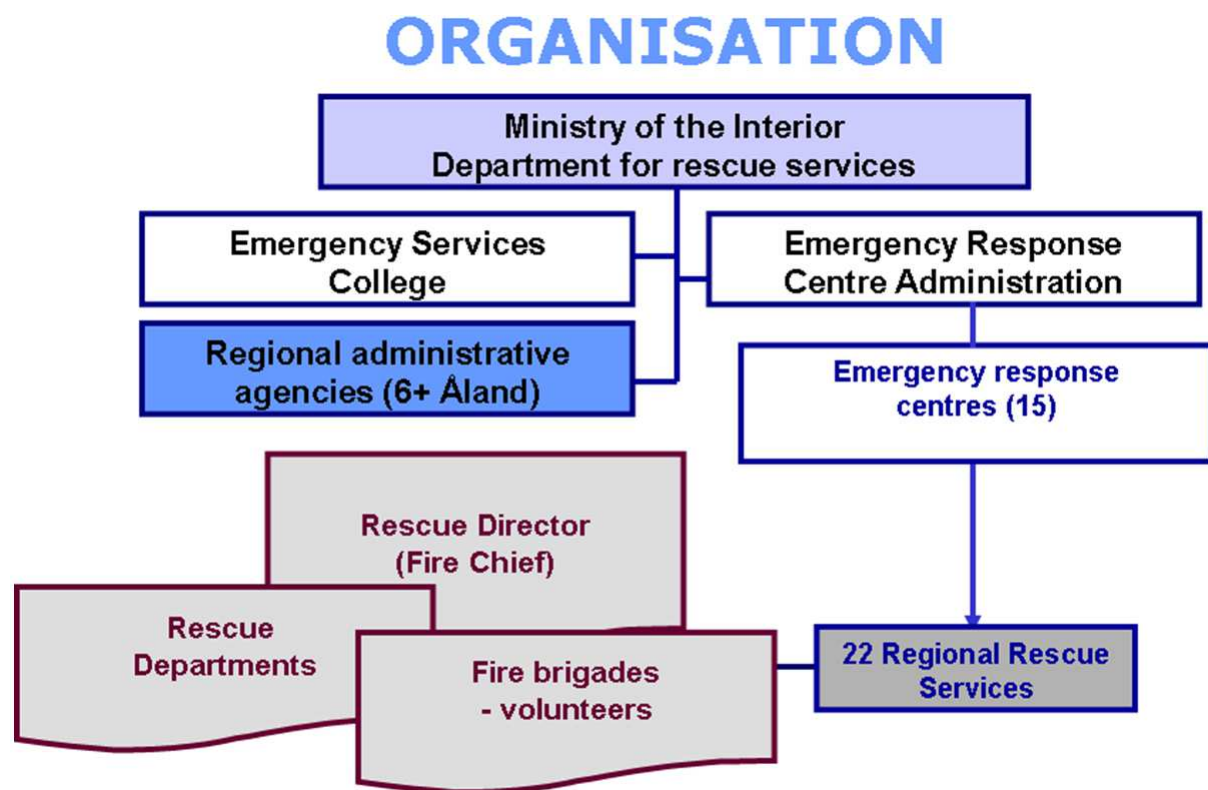 ORGANISATION
Ministry of the Interior
Department for rescue services
Emergency Services
College
Emergency Response
Centre Administration
Regional administrative
agencies (6+ Åland)
Emergency response
centres (15)
Rescue Director
(Fire Chief)
Rescue
Departments
Fire brigades
- volunteers
22 Regional Rescue
Services